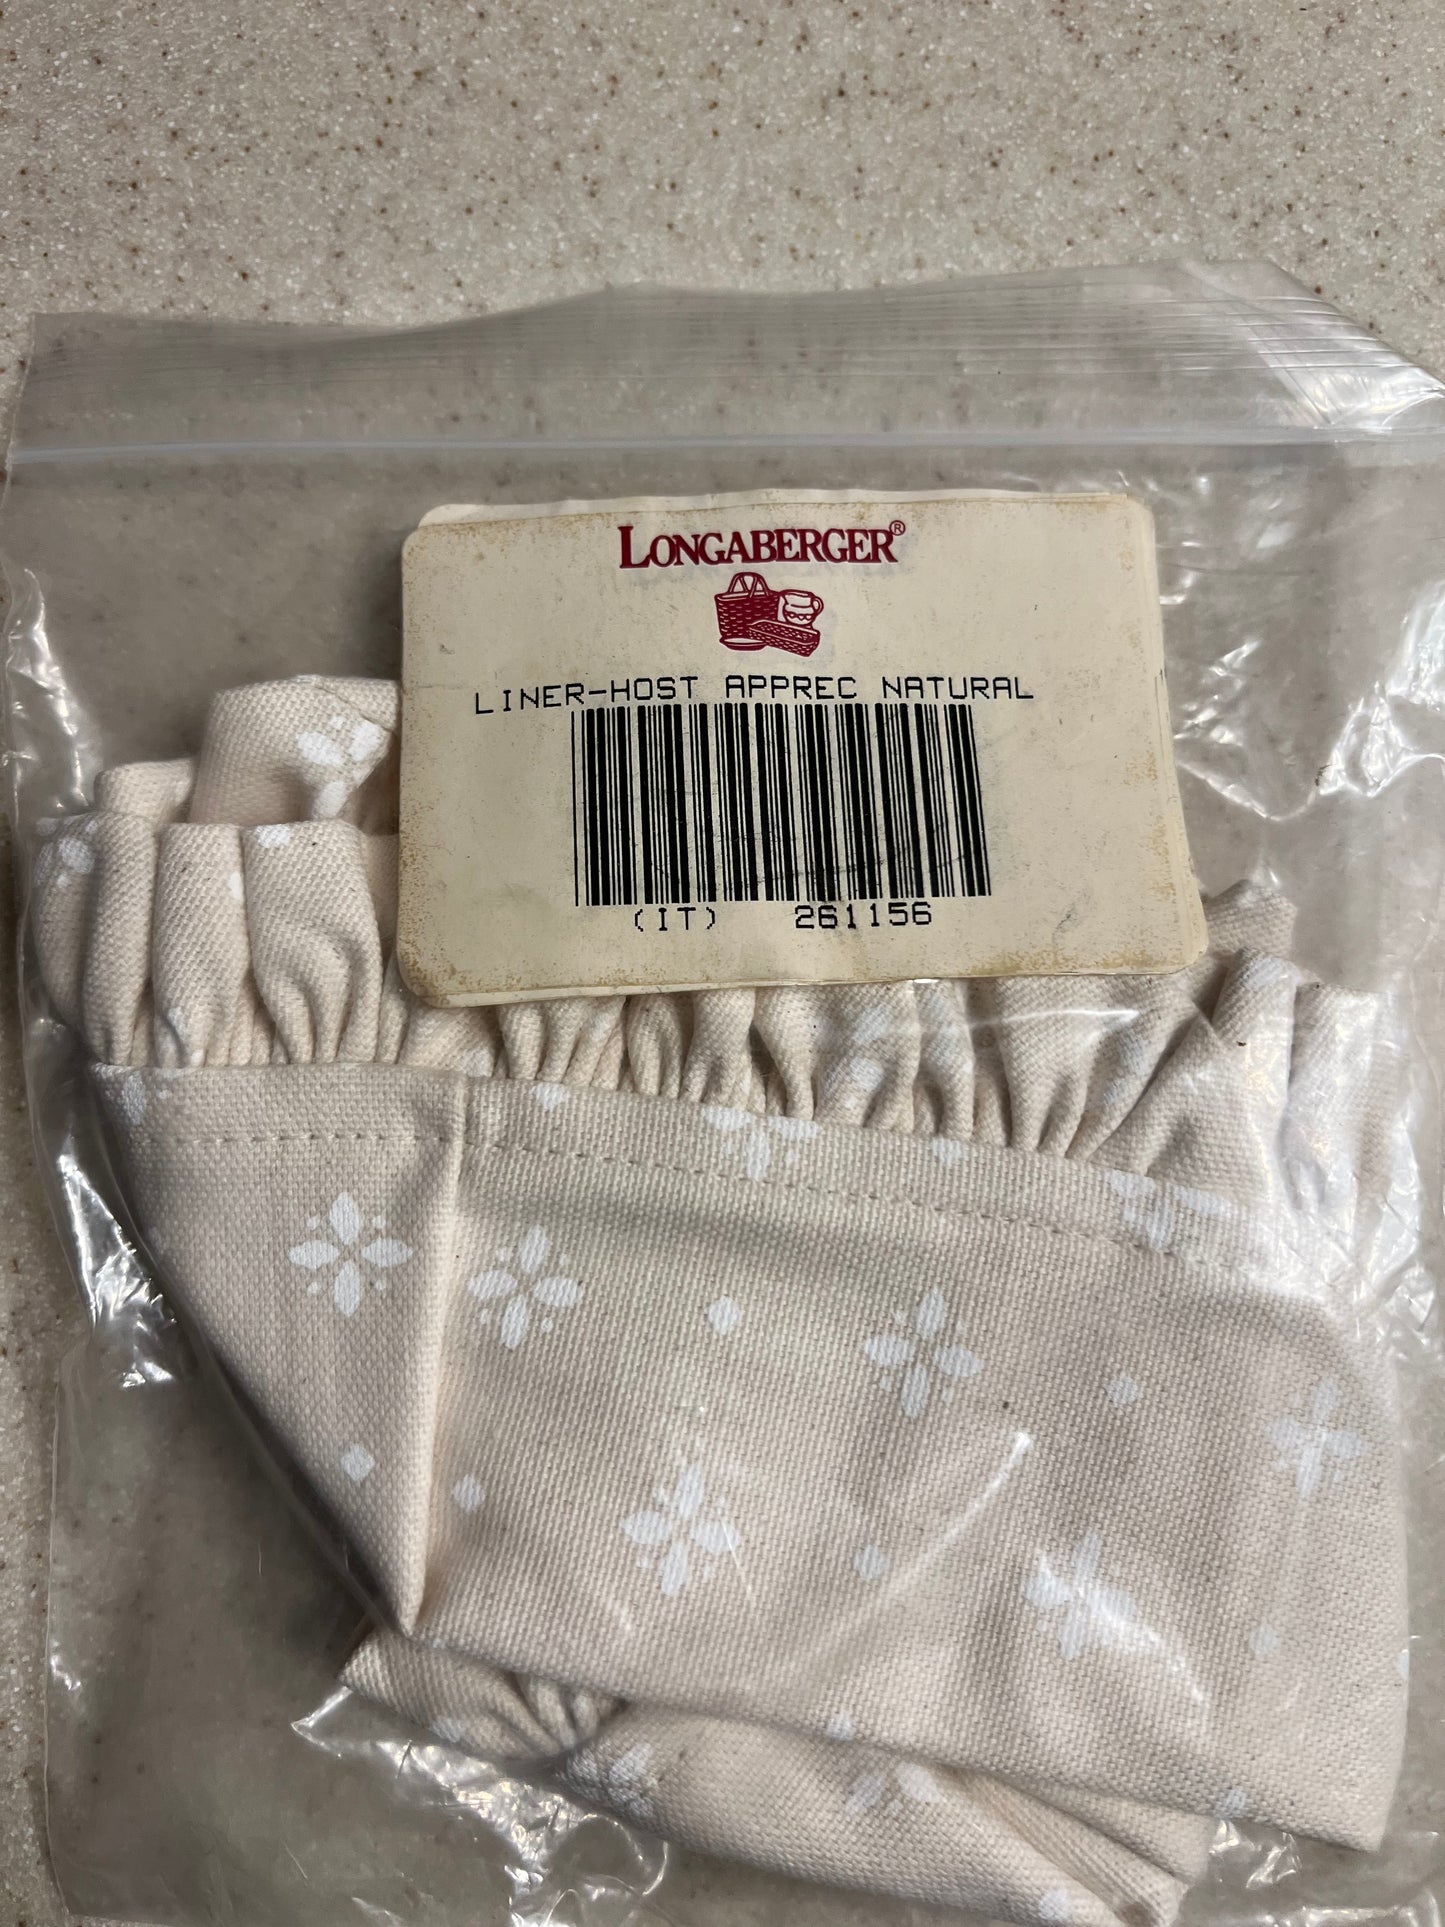 LONGABERGER®
LINER-HOST APPREC NATURAL
(IT) 261156